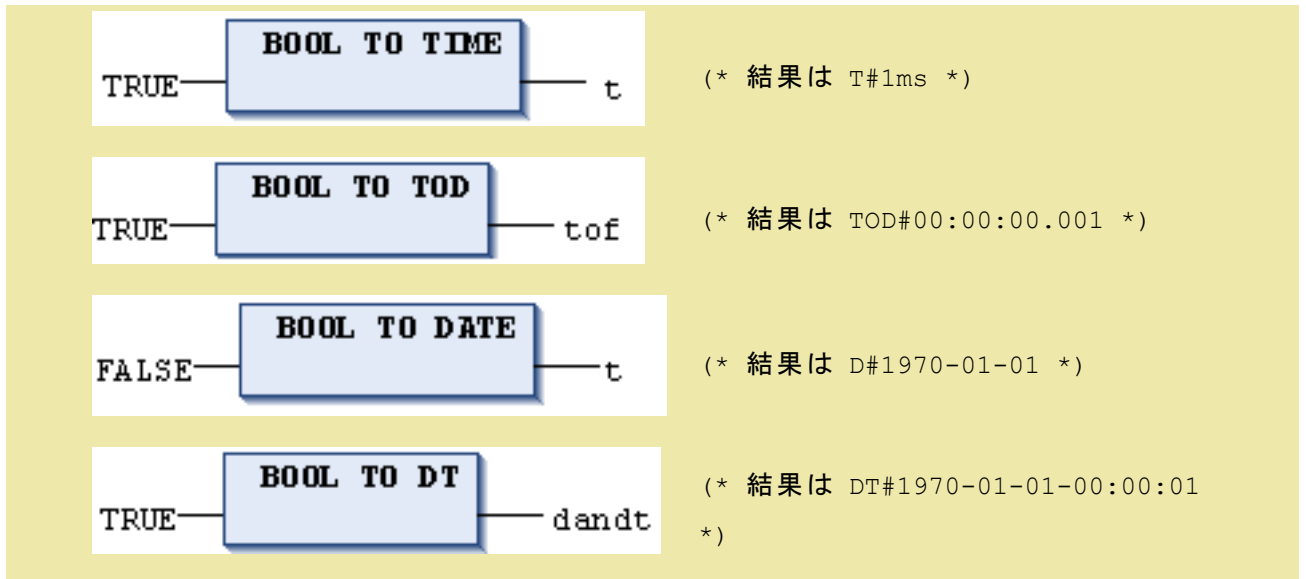 BOOL TO TIME
TRUE t (* 結果は T#1ms *)
BOOL TO TOD
TRUE tof (* 結果は TOD#00:00:00.001 *)
BOOL TO DATE
FALSE t (* 結果は D#1970-01-01 *)
BOOL TO DT
TRUE dandt (* 結果は DT#1970-01-01-00:00:01
*)